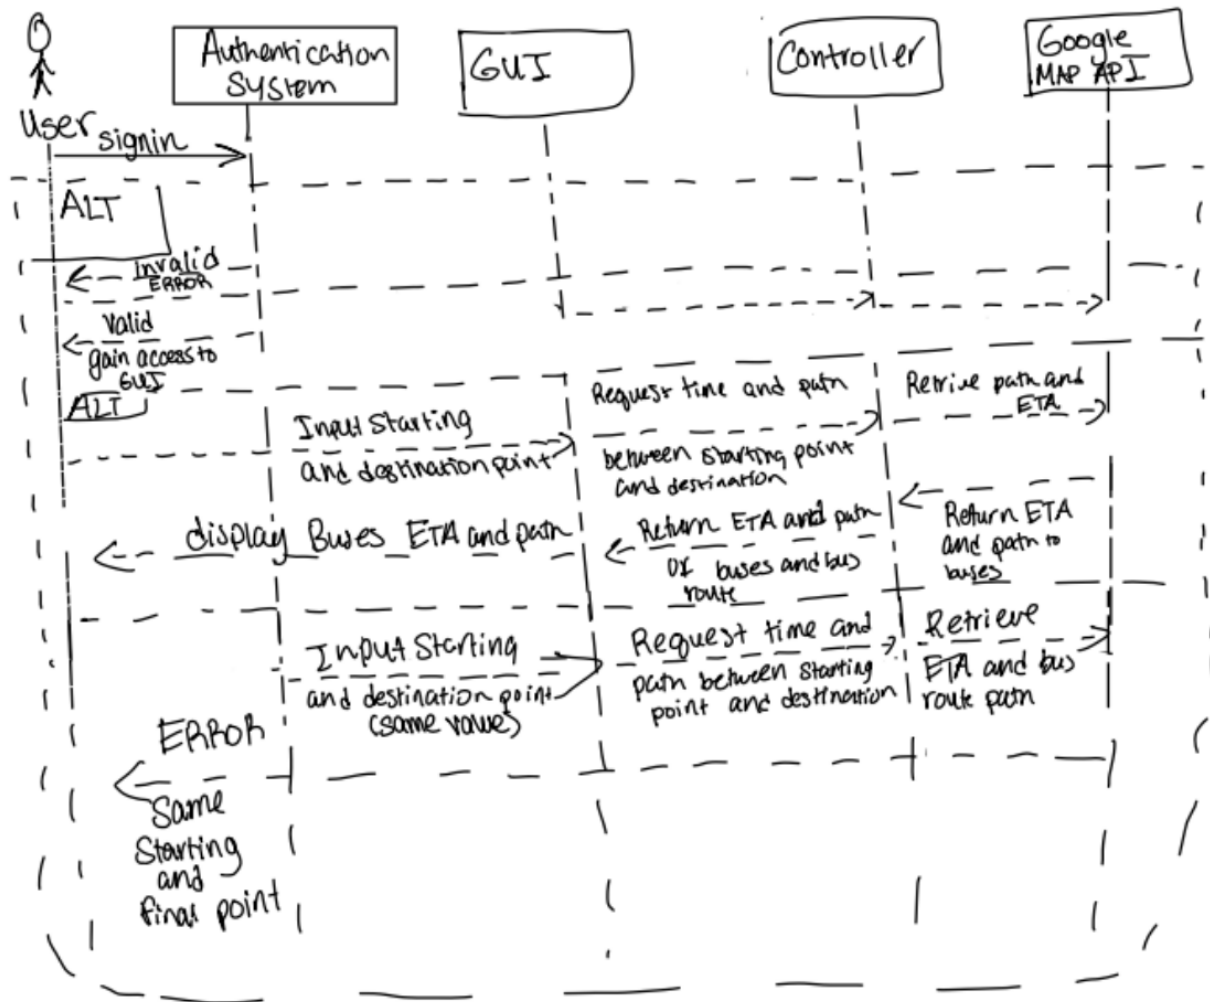 Authentication
System
GUI
Controller
Google
MAP API
User
signin
ALT
invalid
ERROR
Valid
gain access to
GUI
ALT
Input Starting
and destination point
Request time and path
between starting point
and destination
Retrive path and
ETA
display Buses ETA and path
Return ETA and path
of buses and bus
route
Return ETA
and path to
buses
Input Starting
and destination point
(same value)
Request time and
path between starting
point and destination
Retrieve
ETA and bus
route path
ERROR
Same
Starting
and
final point